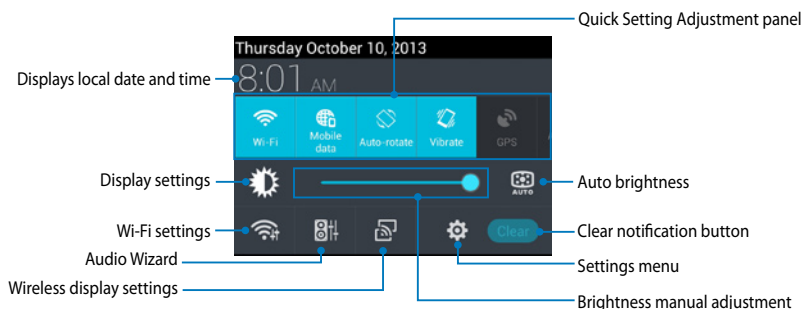 Quick Setting Adjustment panel
Thursday October 10, 2013
Displays local date and time
8:01 AM
Wi-Fi
Mobile data
Auto-rotate
Vibrate
GPS
Display settings
AUTO
Auto brightness
Wi-Fi settings
Clear
Clear notification button
Audio Wizard
Settings menu
Wireless display settings
Brightness manual adjustment